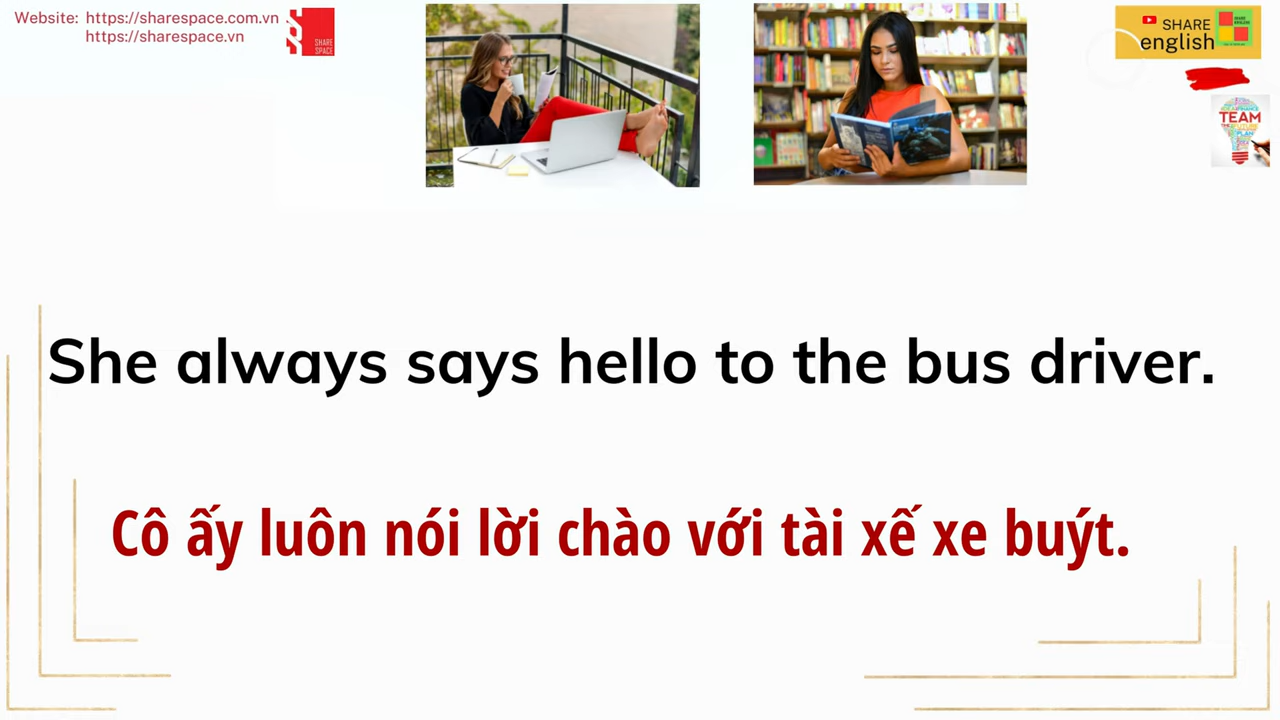 Website: https://sharespace.com.vn
https://sharespace.vn
SHARE
SPACE
SHARE
english
TEAM
PLAN
She always says hello to the bus driver.
Cô ấy luôn nói lời chào với tài xế xe buýt.